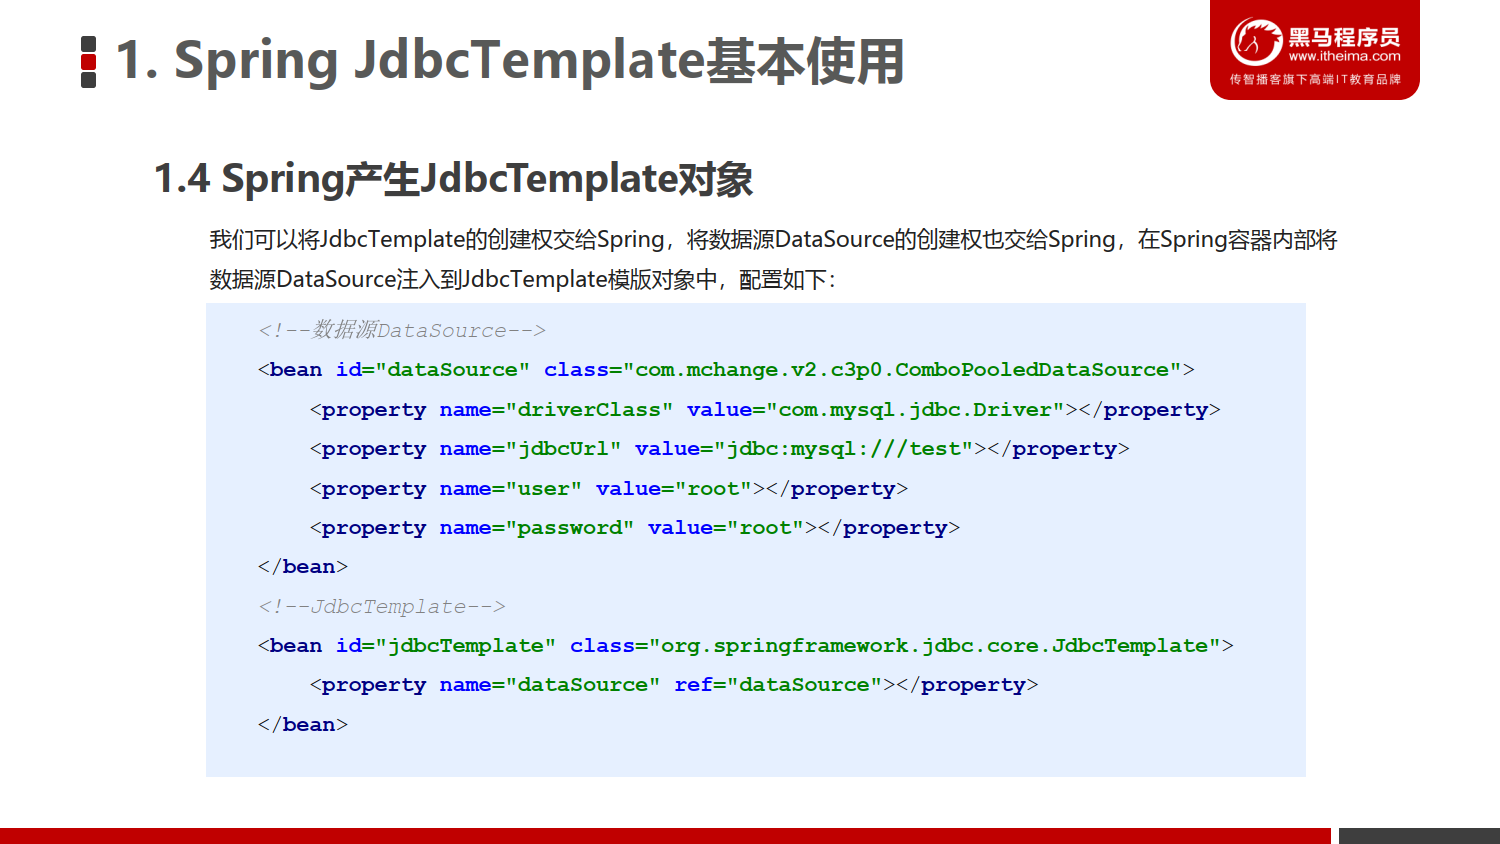 1. Spring JdbcTemplate基本使用
黑马程序员
www.itheima.com
传智播客旗下高端IT教育品牌
1.4 Spring产生JdbcTemplate对象
我们可以将JdbcTemplate的创建权交给Spring，将数据源DataSource的创建权也交给Spring，在Spring容器内部将
数据源DataSource注入到JdbcTemplate模版对象中，配置如下：
<!--数据源DataSource-->
<bean id="dataSource" class="com.mchange.v2.c3p0.ComboPooledDataSource">
    <property name="driverClass" value="com.mysql.jdbc.Driver"></property>
    <property name="jdbcUrl" value="jdbc:mysql:///test"></property>
    <property name="user" value="root"></property>
    <property name="password" value="root"></property>
</bean>
<!--JdbcTemplate-->
<bean id="jdbcTemplate" class="org.springframework.jdbc.core.JdbcTemplate">
    <property name="dataSource" ref="dataSource"></property>
</bean>